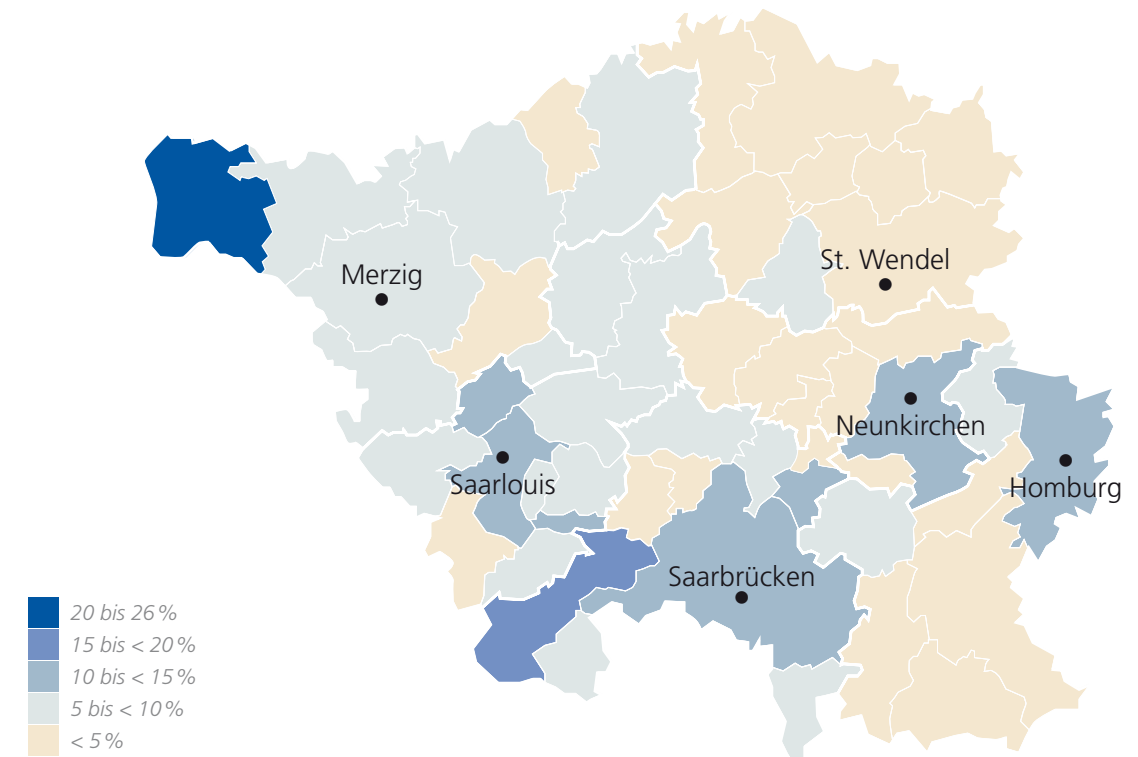 St. Wendel
Merzig
Neunkirchen
Saarlouis
Homburg
Saarbrücken
20 bis 26 %
15 bis < 20 %
10 bis < 15 %
5 bis < 10 %
< 5 %